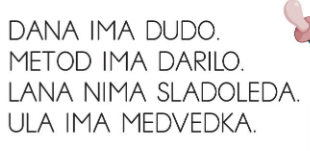 DANA IMA DUDO.
METOD IMA DARILO.
LANA NIMA SLADOLEDA.
ULA IMA MEDVEDKA.